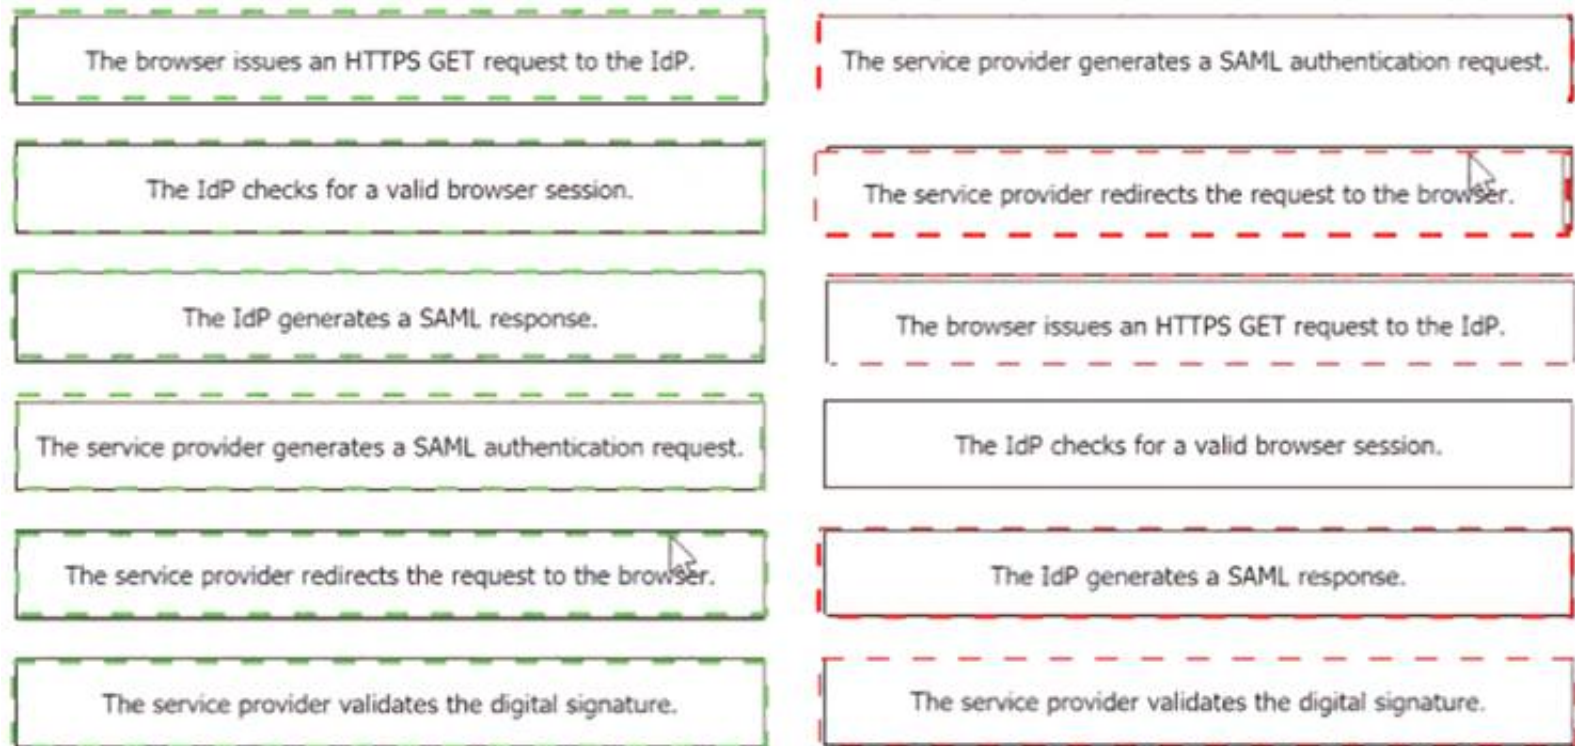 The browser issues an HTTPS GET request to the IdP.
The IdP checks for a valid browser session.
The IdP generates a SAML response.
The service provider generates a SAML authentication request.
The service provider redirects the request to the browser.
The service provider validates the digital signature.
The service provider generates a SAML authentication request.
The service provider redirects the request to the browser.
The browser issues an HTTPS GET request to the IdP.
The IdP checks for a valid browser session.
The IdP generates a SAML response.
The service provider validates the digital signature.